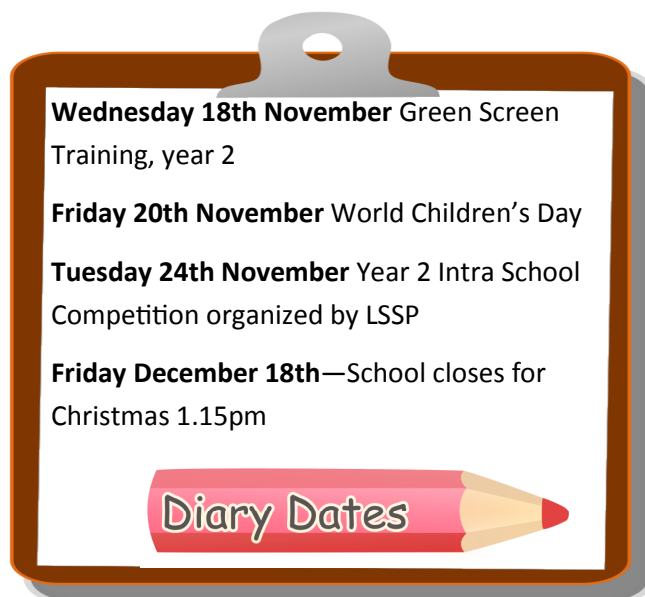 Wednesday 18th November Green Screen
Training, year 2
Friday 20th November World Children’s Day
Tuesday 24th November Year 2 Intra School
Competition organized by LSSP
Friday December 18th—School closes for
Christmas 1.15pm
Diary Dates